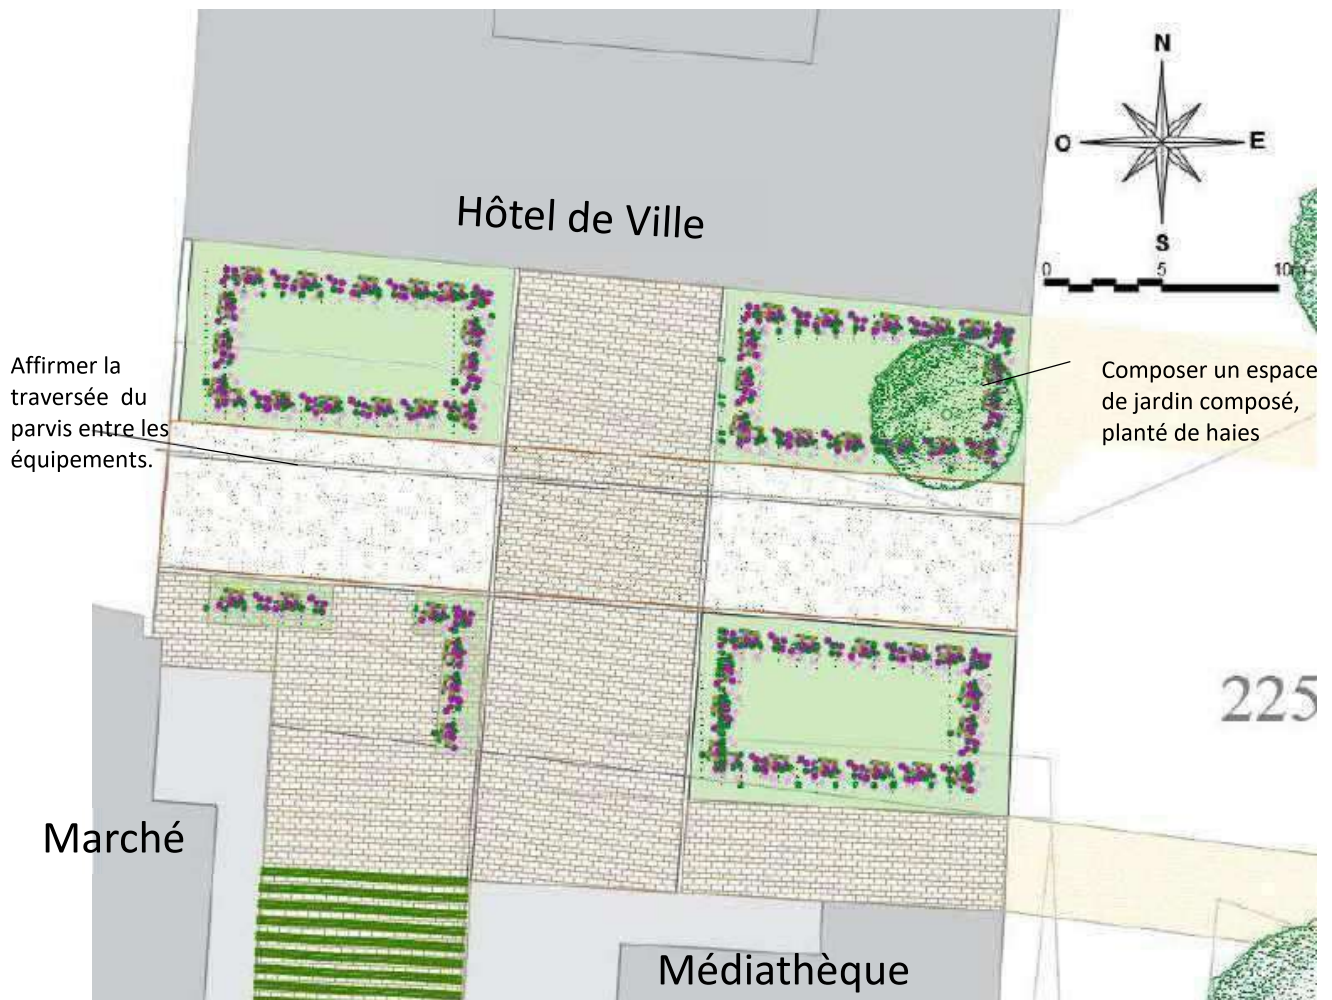 N
O E
S
0 5 10m
Hôtel de Ville
Affirmer la
traversée du
parvis entre les
équipements.
Composer un espace
de jardin composé,
planté de haies
225
Marché
Médiathèque